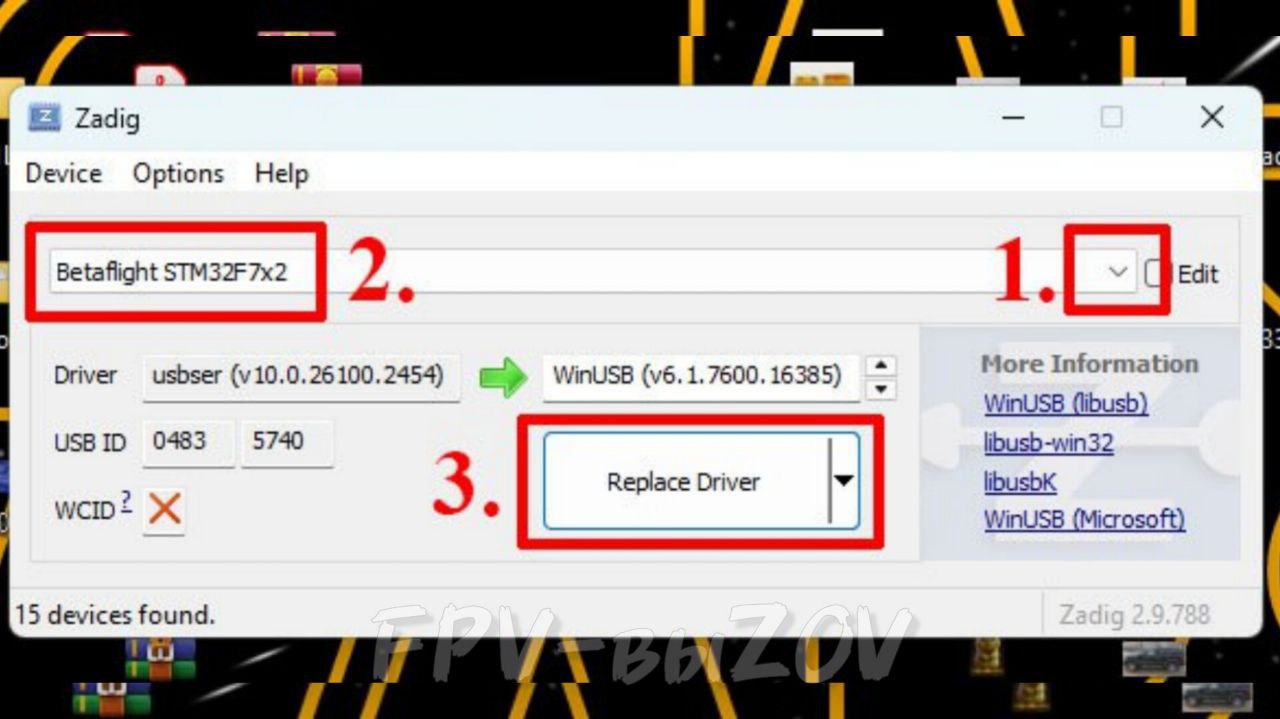 Zadig
Device Options Help
Betaflight STM32F7x2 2. 1. Edit
Driver usbser (v10.0.26100.2454) WinUSB (v6.1.7600.16385)
USB ID 0483 5740
WCID ?
3. Replace Driver
More Information
WinUSB (libusb)
libusb-win32
libusbK
WinUSB (Microsoft)
15 devices found. Zadig 2.9.788
FPV-выZOV